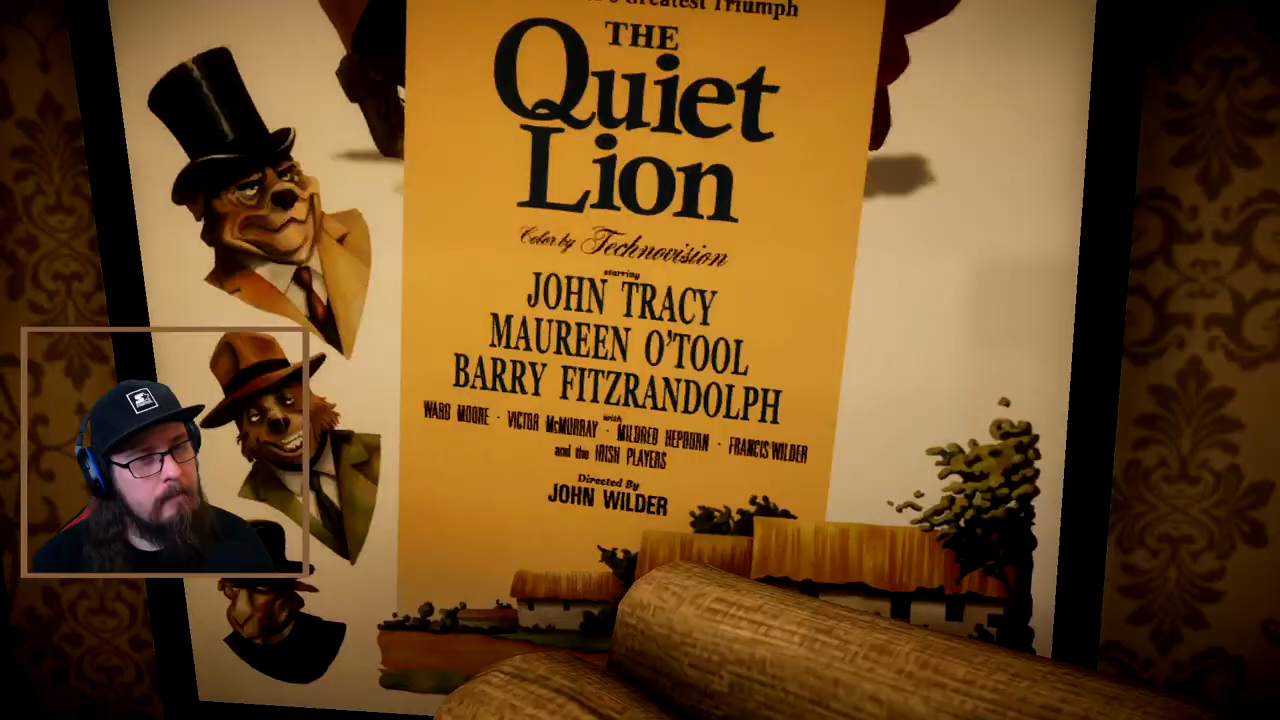 's Greatest Triumph
THE
Quiet
Lion
Color by Technovision
starring
JOHN TRACY
MAUREEN O'TOOL
BARRY FITZRANDOLPH
with
WARD MOORE · VICTOR McMURRAY · MILDRED HEPBURN · FRANCIS WILDER
and the IRISH PLAYERS
Directed By
JOHN WILDER